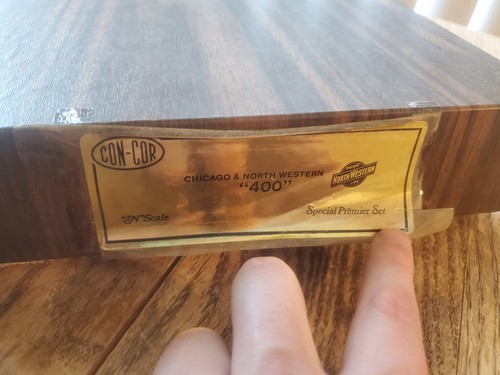 CON-COR
CHICAGO & NORTH WESTERN
"400"
NORTH WESTERN
"N" Scale
Special Premier Set